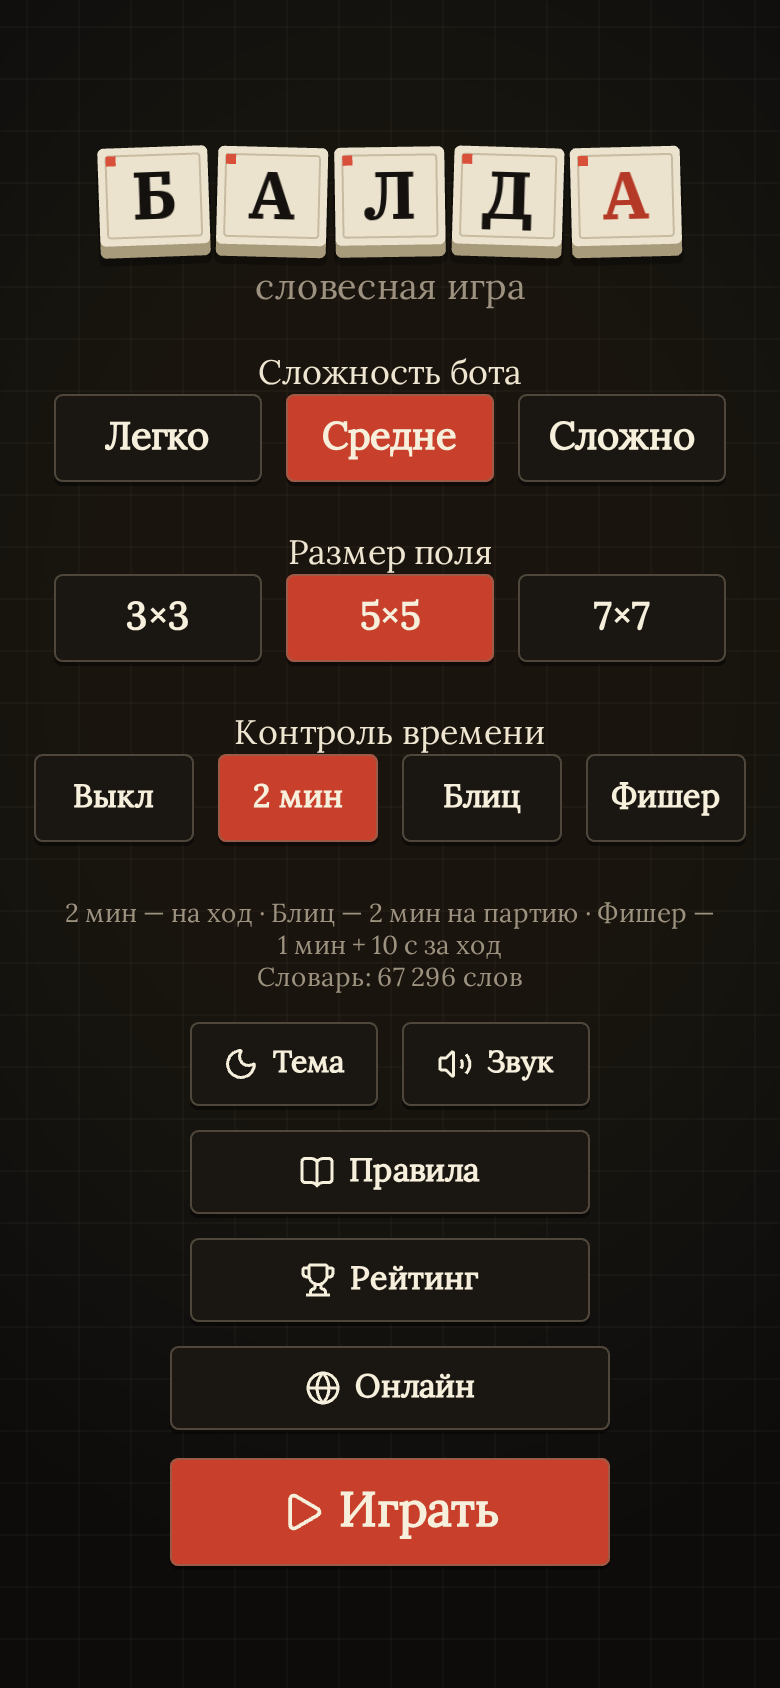 БАЛДА
словесная игра
Сложность бота
Легко Средне Сложно
Размер поля
3×3 5×5 7×7
Контроль времени
Выкл 2 мин Блиц Фишер
2 мин — на ход · Блиц — 2 мин на партию · Фишер —
1 мин + 10 с за ход
Словарь: 67 296 слов
Тема Звук
Правила
Рейтинг
Онлайн
Играть